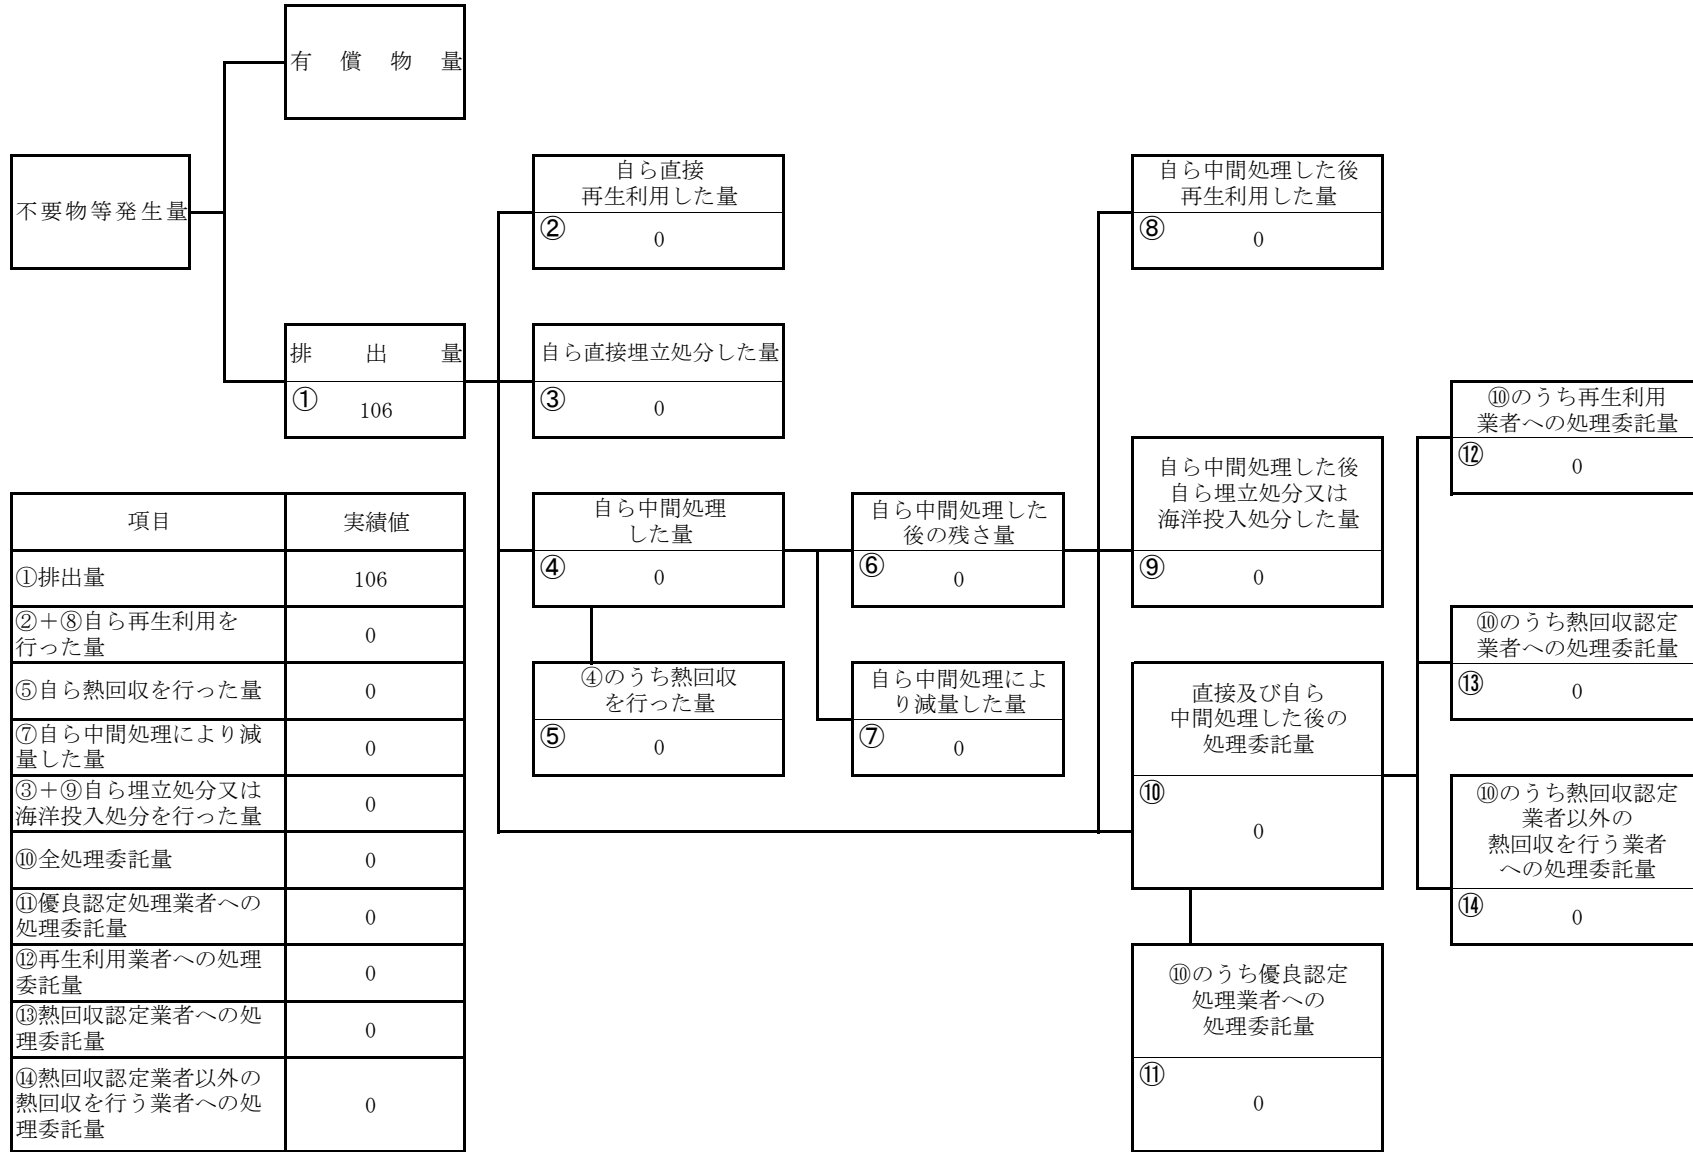 有償物量
不要物等発生量
排出量
①
106
自ら直接
再生利用した量
②
0
自ら直接埋立処分した量
③
0
自ら中間処理
した量
④
0
④のうち熱回収
を行った量
⑤
0
自ら中間処理した
後の残さ量
⑥
0
自ら中間処理によ
り減量した量
⑦
0
自ら中間処理した後
再生利用した量
⑧
0
自ら中間処理した後
自ら埋立処分又は
海洋投入処分した量
⑨
0
直接及び自ら
中間処理した後の
処理委託量
⑩
0
⑩のうち優良認定
処理業者への
処理委託量
⑪
0
⑩のうち再生利用
業者への処理委託量
⑫
0
⑩のうち熱回収認定
業者への処理委託量
⑬
0
⑩のうち熱回収認定
業者以外の
熱回収を行う業者
への処理委託量
⑭
0
項目 実績値
①排出量 106
②＋⑧自ら再生利用を
行った量 0
⑤自ら熱回収を行った量 0
⑦自ら中間処理により減
量した量 0
③＋⑨自ら埋立処分又は
海洋投入処分を行った量 0
⑩全処理委託量 0
⑪優良認定処理業者への
処理委託量 0
⑫再生利用業者への処理
委託量 0
⑬熱回収認定業者への処
理委託量 0
⑭熱回収認定業者以外の
熱回収を行う業者への処
理委託量 0